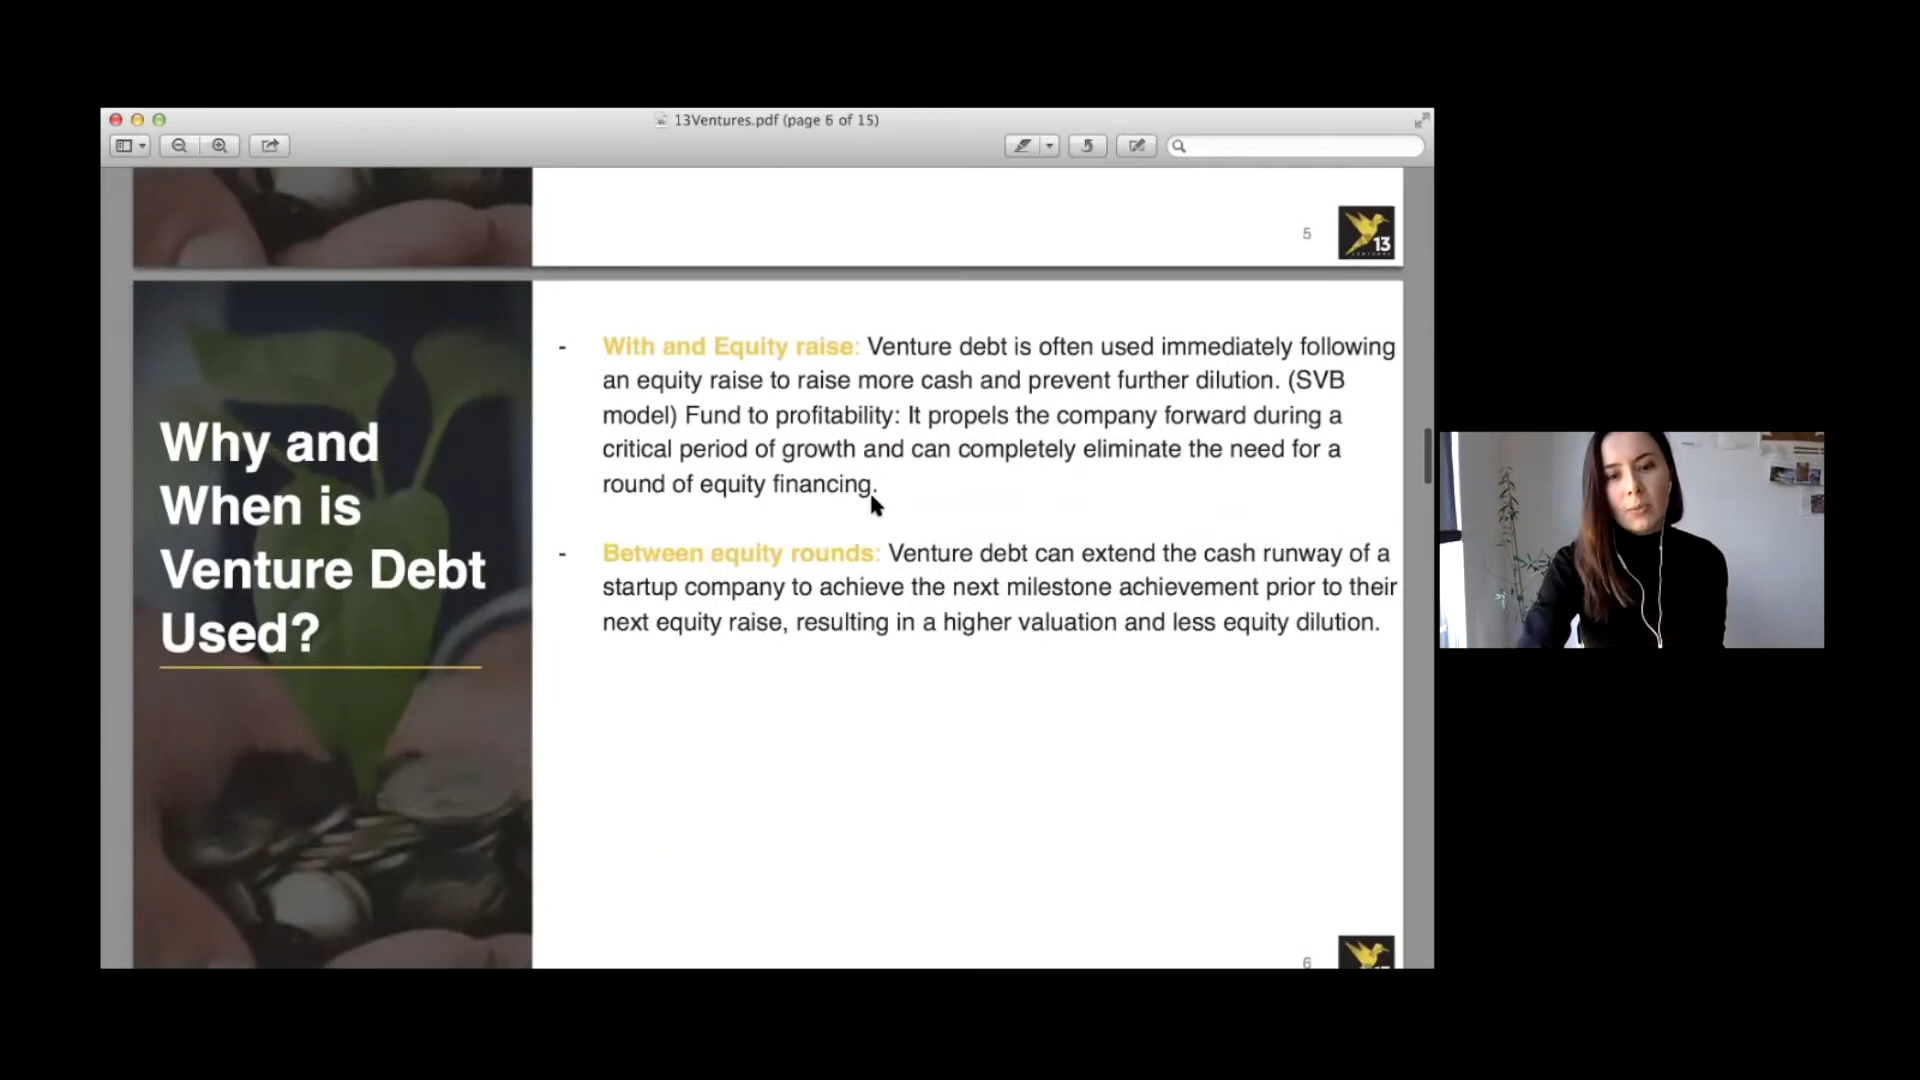 13Ventures.pdf (page 6 of 15)
5
13
Why and
When is
Venture Debt
Used?
- With and Equity raise: Venture debt is often used immediately following
an equity raise to raise more cash and prevent further dilution. (SVB
model) Fund to profitability: It propels the company forward during a
critical period of growth and can completely eliminate the need for a
round of equity financing.
- Between equity rounds: Venture debt can extend the cash runway of a
startup company to achieve the next milestone achievement prior to their
next equity raise, resulting in a higher valuation and less equity dilution.
6